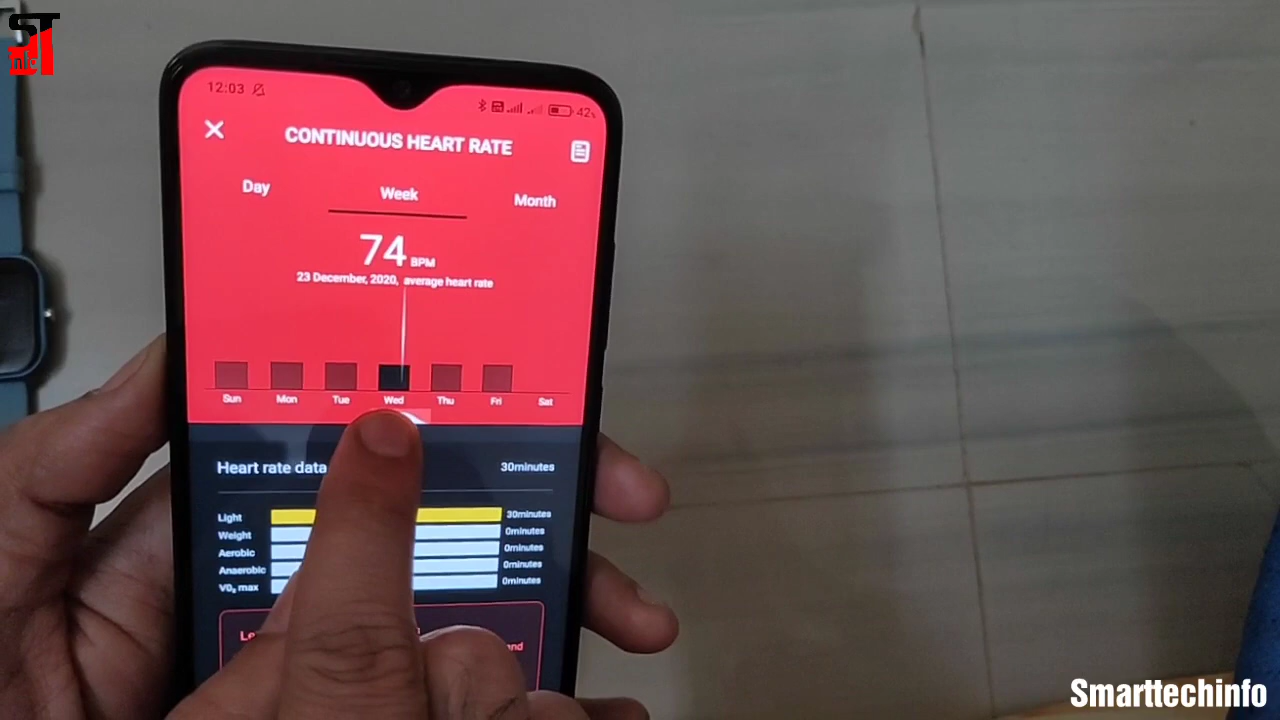 ST
info
12:03
42%
CONTINUOUS HEART RATE
Day Week Month
74 BPM
23 December, 2020, average heart rate
Sun Mon Tue Wed Thu Fri Sat
Heart rate data 30minutes
Light 30minutes
Weight 0minutes
Aerobic 0minutes
Anaerobic 0minutes
VO₂ max 0minutes
Smarttechinfo